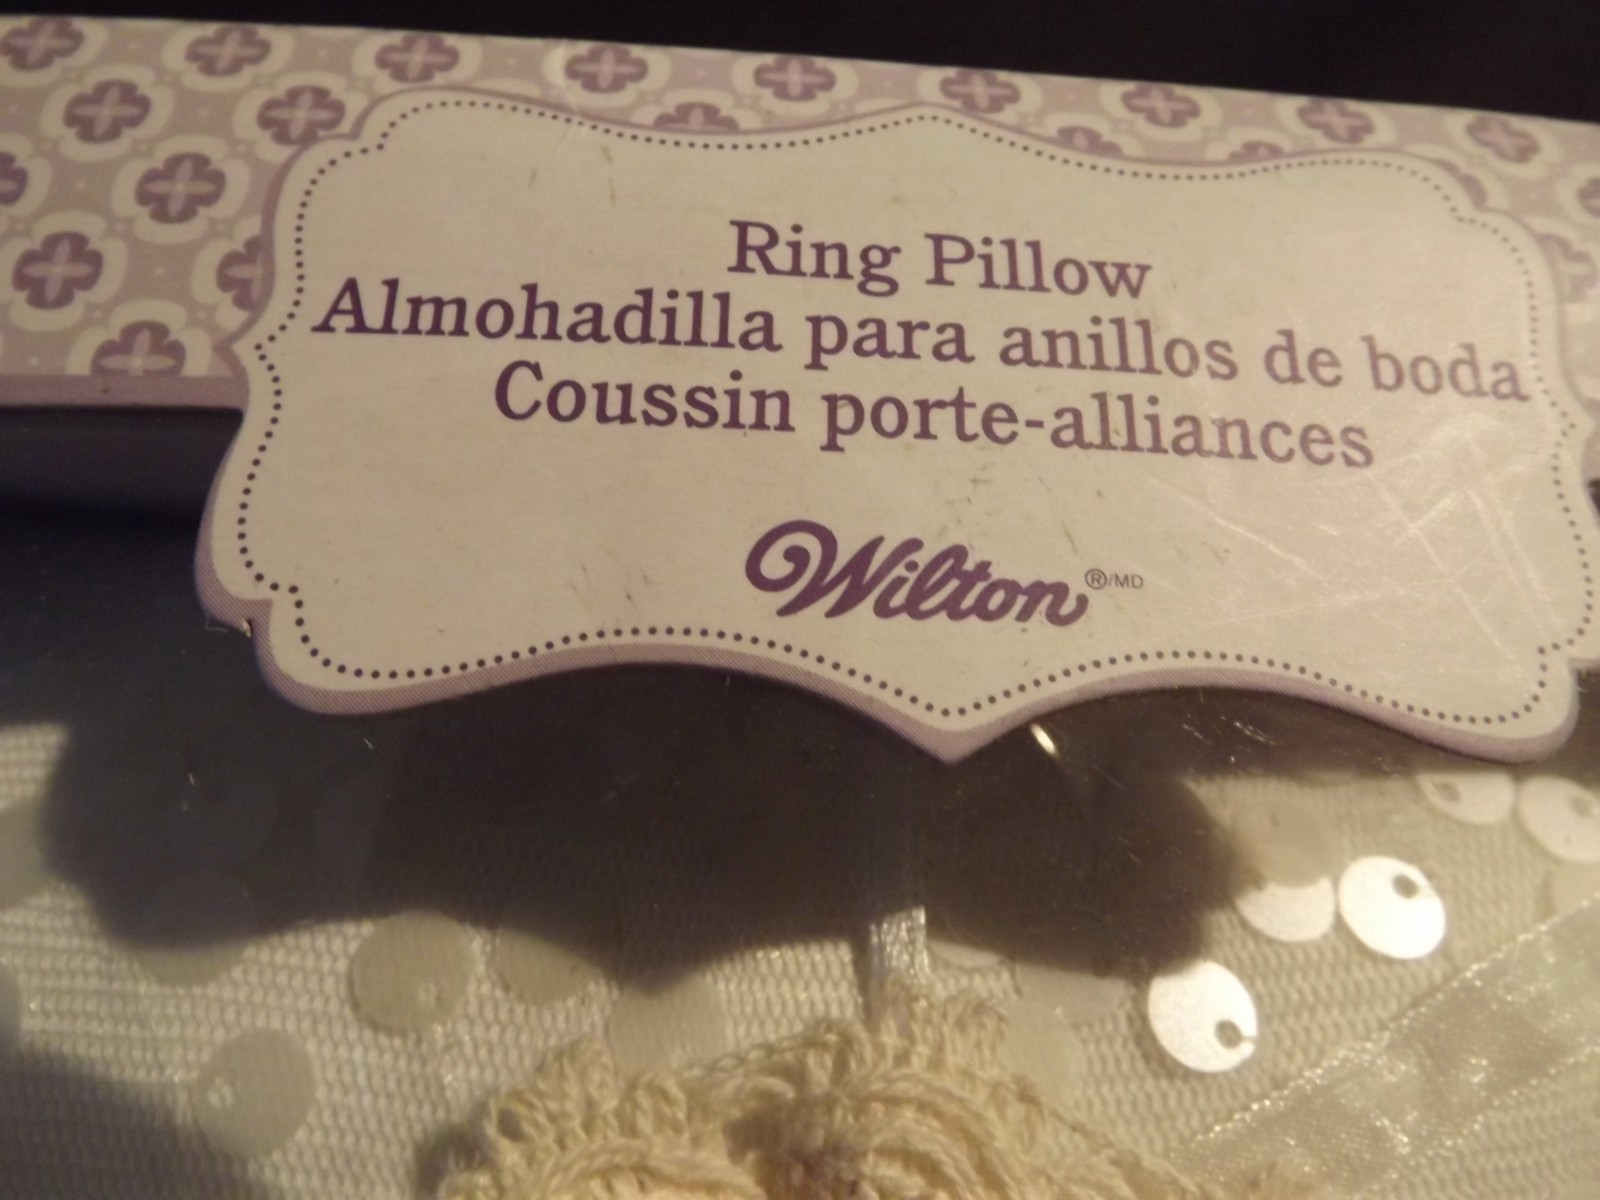 Ring Pillow
Almohadilla para anillos de boda
Coussin porte-alliances
Wilton®/MD